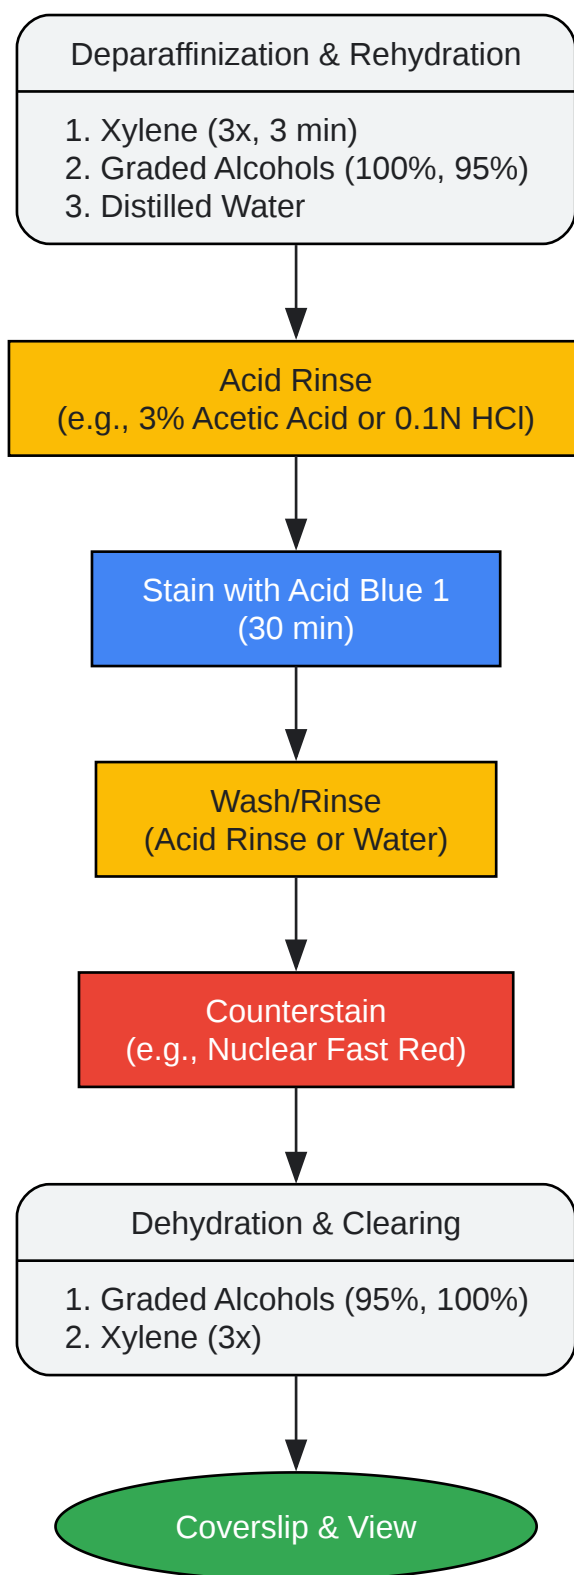 Deparaffinization & Rehydration
1. Xylene (3x, 3 min)
2. Graded Alcohols (100%, 95%)
3. Distilled Water
Acid Rinse
(e.g., 3% Acetic Acid or 0.1N HCl)
Stain with Acid Blue 1
(30 min)
Wash/Rinse
(Acid Rinse or Water)
Counterstain
(e.g., Nuclear Fast Red)
Dehydration & Clearing
1. Graded Alcohols (95%, 100%)
2. Xylene (3x)
Coverslip & View